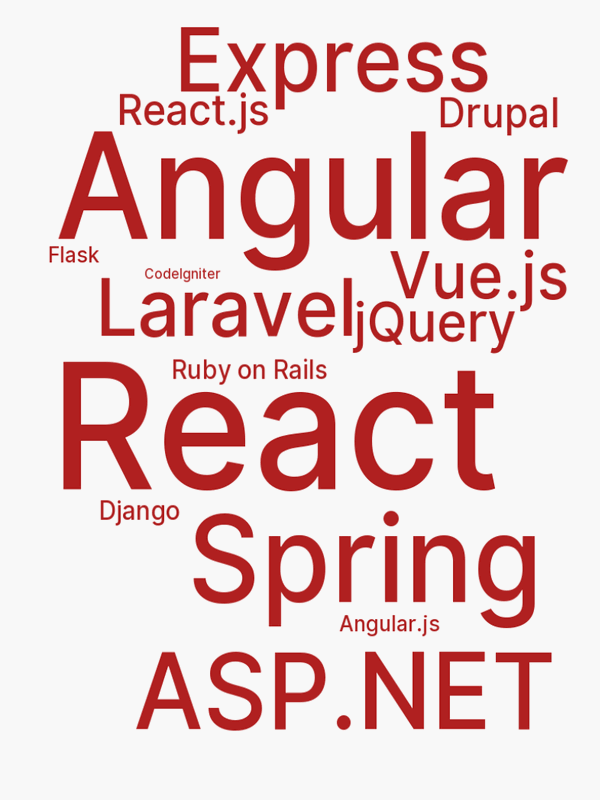 Express
React.js
Drupal
Angular
Flask
Vue.js
CodeIgniter
Laravel
jQuery
Ruby on Rails
React
Django
Spring
Angular.js
ASP.NET